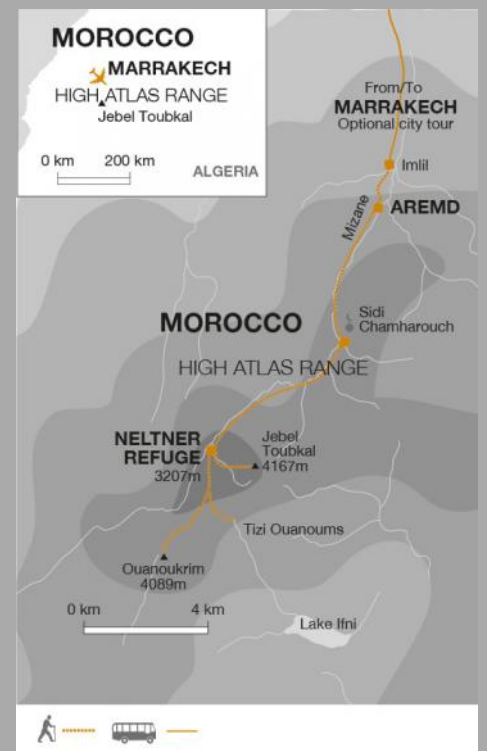 MOROCCO
MARRAKECH
HIGH ATLAS RANGE
Jebel Toubkal
0 km 200 km
ALGERIA
From/To
MARRAKECH
Optional city tour
Imlil
AREMD
Mizane
Sidi
Chamharouch
MOROCCO
HIGH ATLAS RANGE
NELTNER
REFUGE
3207m
Jebel
Toubkal
4167m
Tizi Ouanoums
Ouanoukrim
4089m
0 km 4 km
Lake Ifni